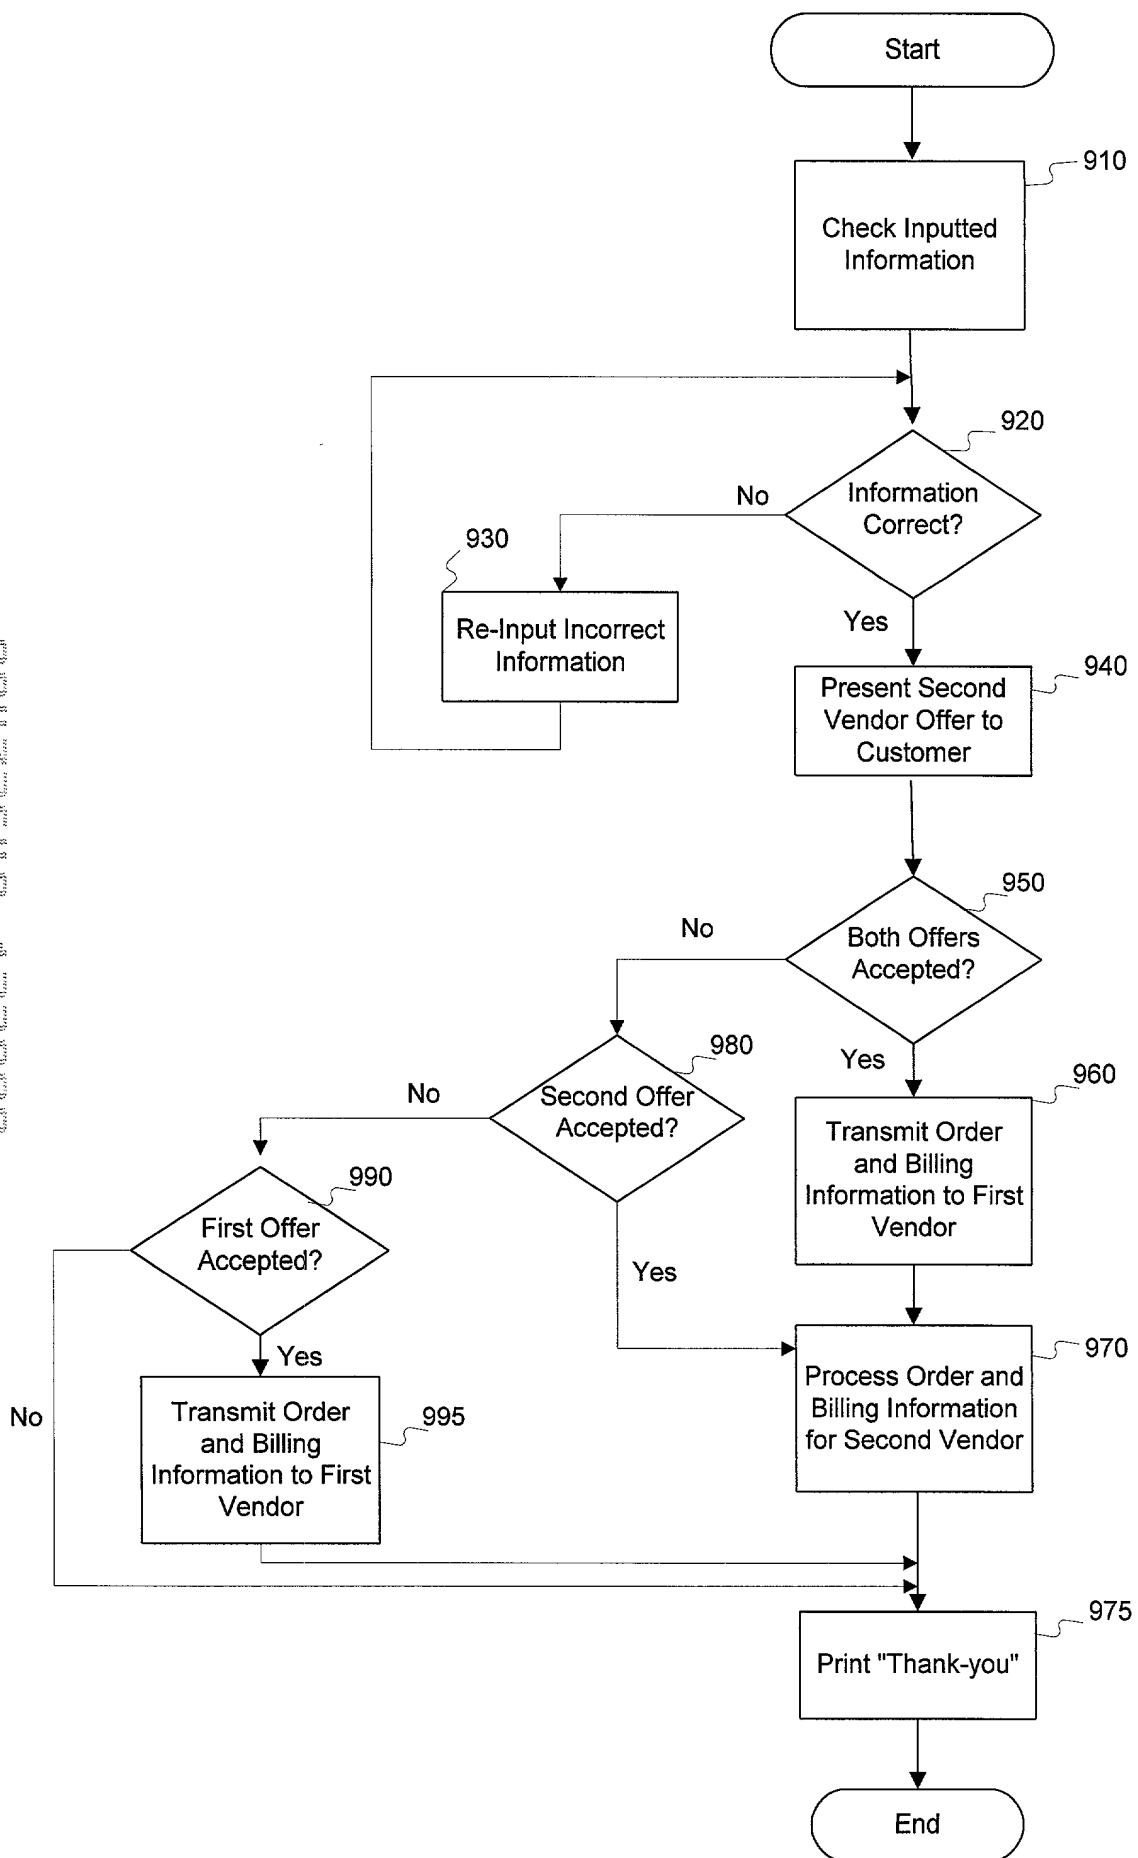 Start
910
Check Inputted
Information
920
Information
Correct?
No
930
Re-Input Incorrect
Information
Yes
940
Present Second
Vendor Offer to
Customer
950
Both Offers
Accepted?
No
980
Second Offer
Accepted?
Yes
960
Transmit Order
and Billing
Information to First
Vendor
No
990
First Offer
Accepted?
Yes
970
Process Order and
Billing Information
for Second Vendor
Yes
No
995
Transmit Order
and Billing
Information to First
Vendor
975
Print "Thank-you"
End